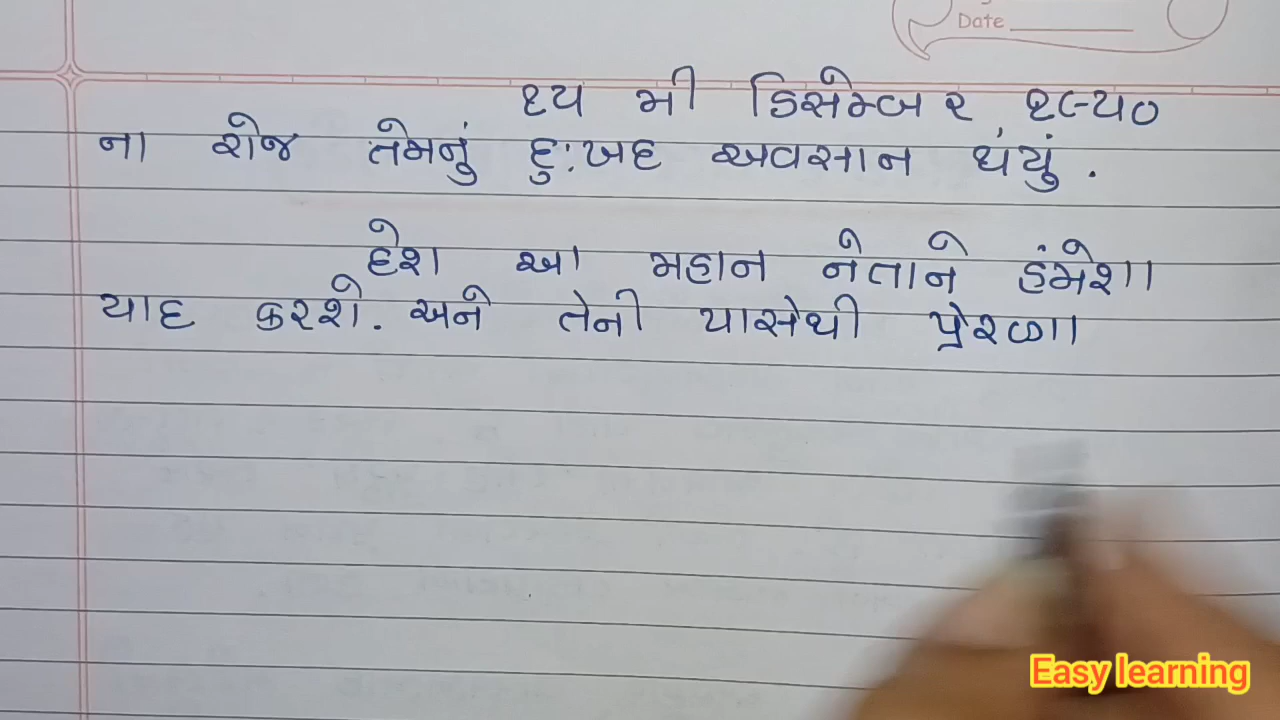 Date
૧૫ મી ડિસેમ્બર, ૧૯૫૦
ના રોજ તેમનું દુ:ખદ અવસાન થયું.
દેશ આ મહાન નેતાને હંમેશા
યાદ કરશે. અને તેની પાસેથી પ્રેરણા
Easy learning